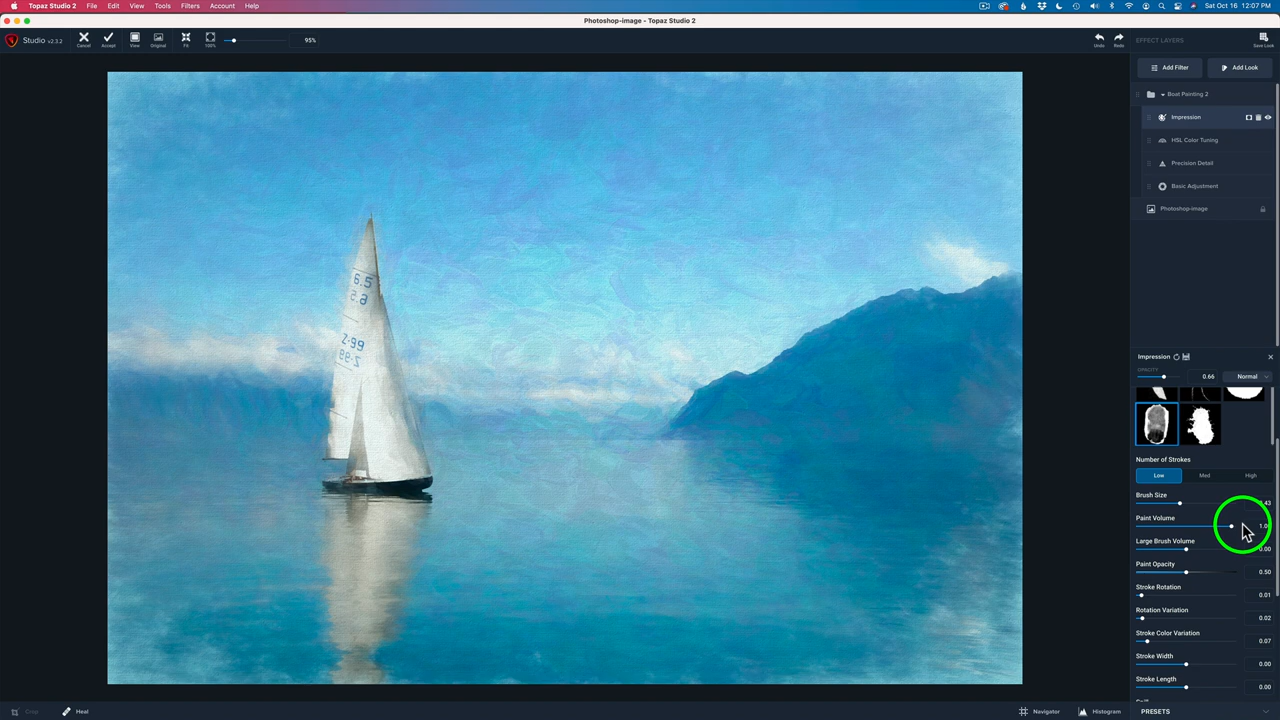 Topaz Studio 2 File Edit View Tools Filters Account Help Sat Oct 16 12:07 PM
Photoshop-image - Topaz Studio 2
Studio v2.3.2
Cancel Accept View Original Fit 100% 95% Undo Redo
EFFECT LAYERS
Save Look
Add Filter Add Look
Boat Painting 2
Impression
HSL Color Tuning
Precision Detail
Basic Adjustment
Photoshop-image
6.5
Impression
OPACITY 0.66 Normal
Number of Strokes
Low Med High
Brush Size
Paint Volume
Large Brush Volume 0.00
Paint Opacity 0.50
Stroke Rotation 0.01
Rotation Variation 0.02
Stroke Color Variation 0.07
Stroke Width 0.00
Stroke Length 0.00
Crop Heal Navigator Histogram PRESETS